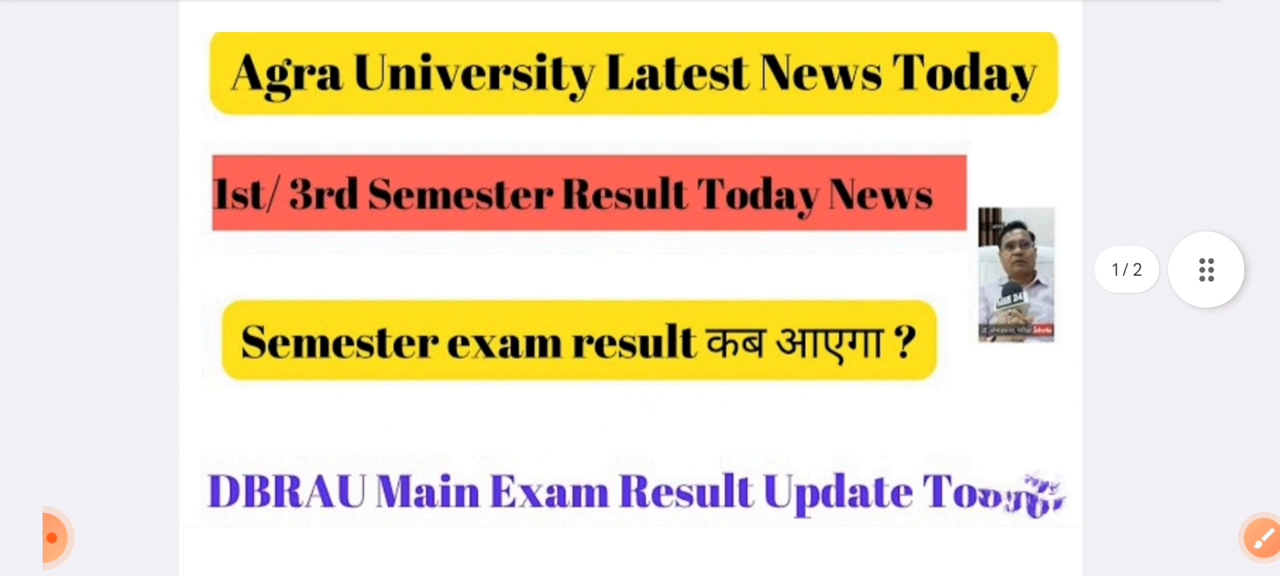 Agra University Latest News Today
1st/ 3rd Semester Result Today News
1/2
Semester exam result कब आएगा ?
DBRAU Main Exam Result Update